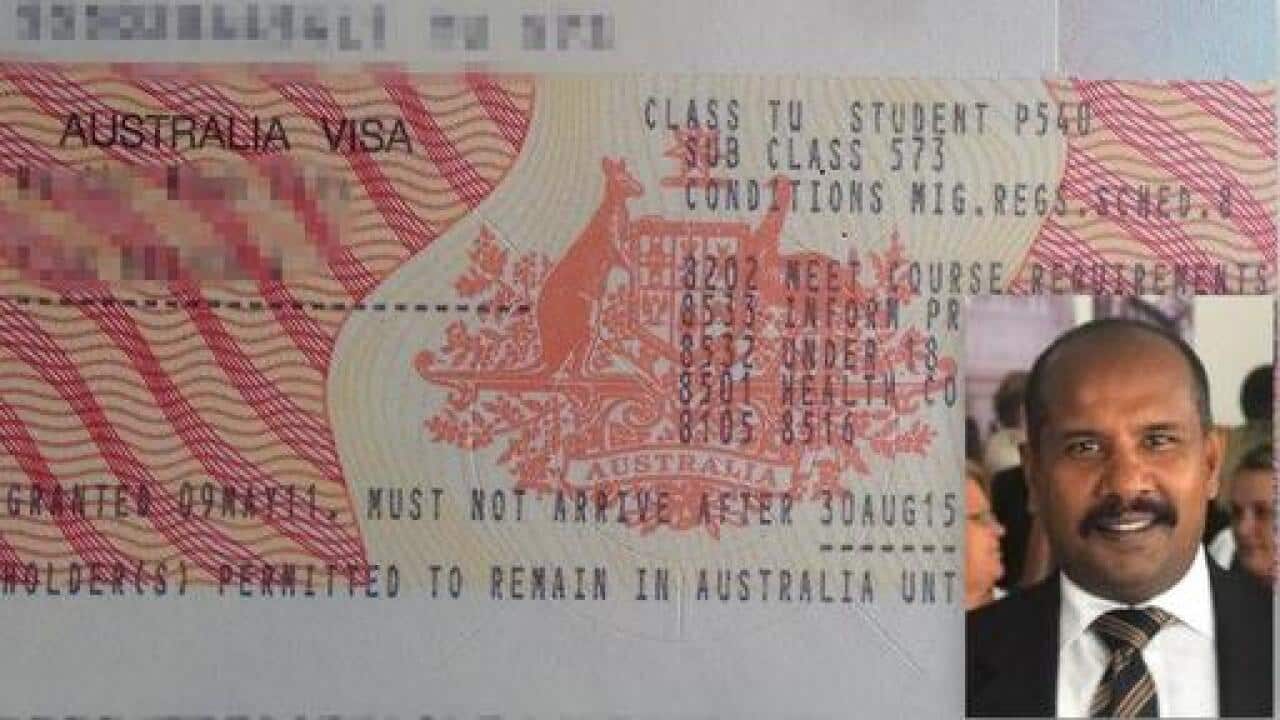 AUSTRALIA VISA
CLASS TU STUDENT P540
SUB CLASS 573
CONDITIONS MIG.REGS.SCHED.8
8202 MEET COURSE REQUIREMENTS
8533 INFORM PR
8532 UNDER 18
8501 HEALTH CO
8105 8516
AUSTRALIA
GRANTED 09MAY11. MUST NOT ARRIVE AFTER 30AUG15
HOLDER(S) PERMITTED TO REMAIN IN AUSTRALIA UNT